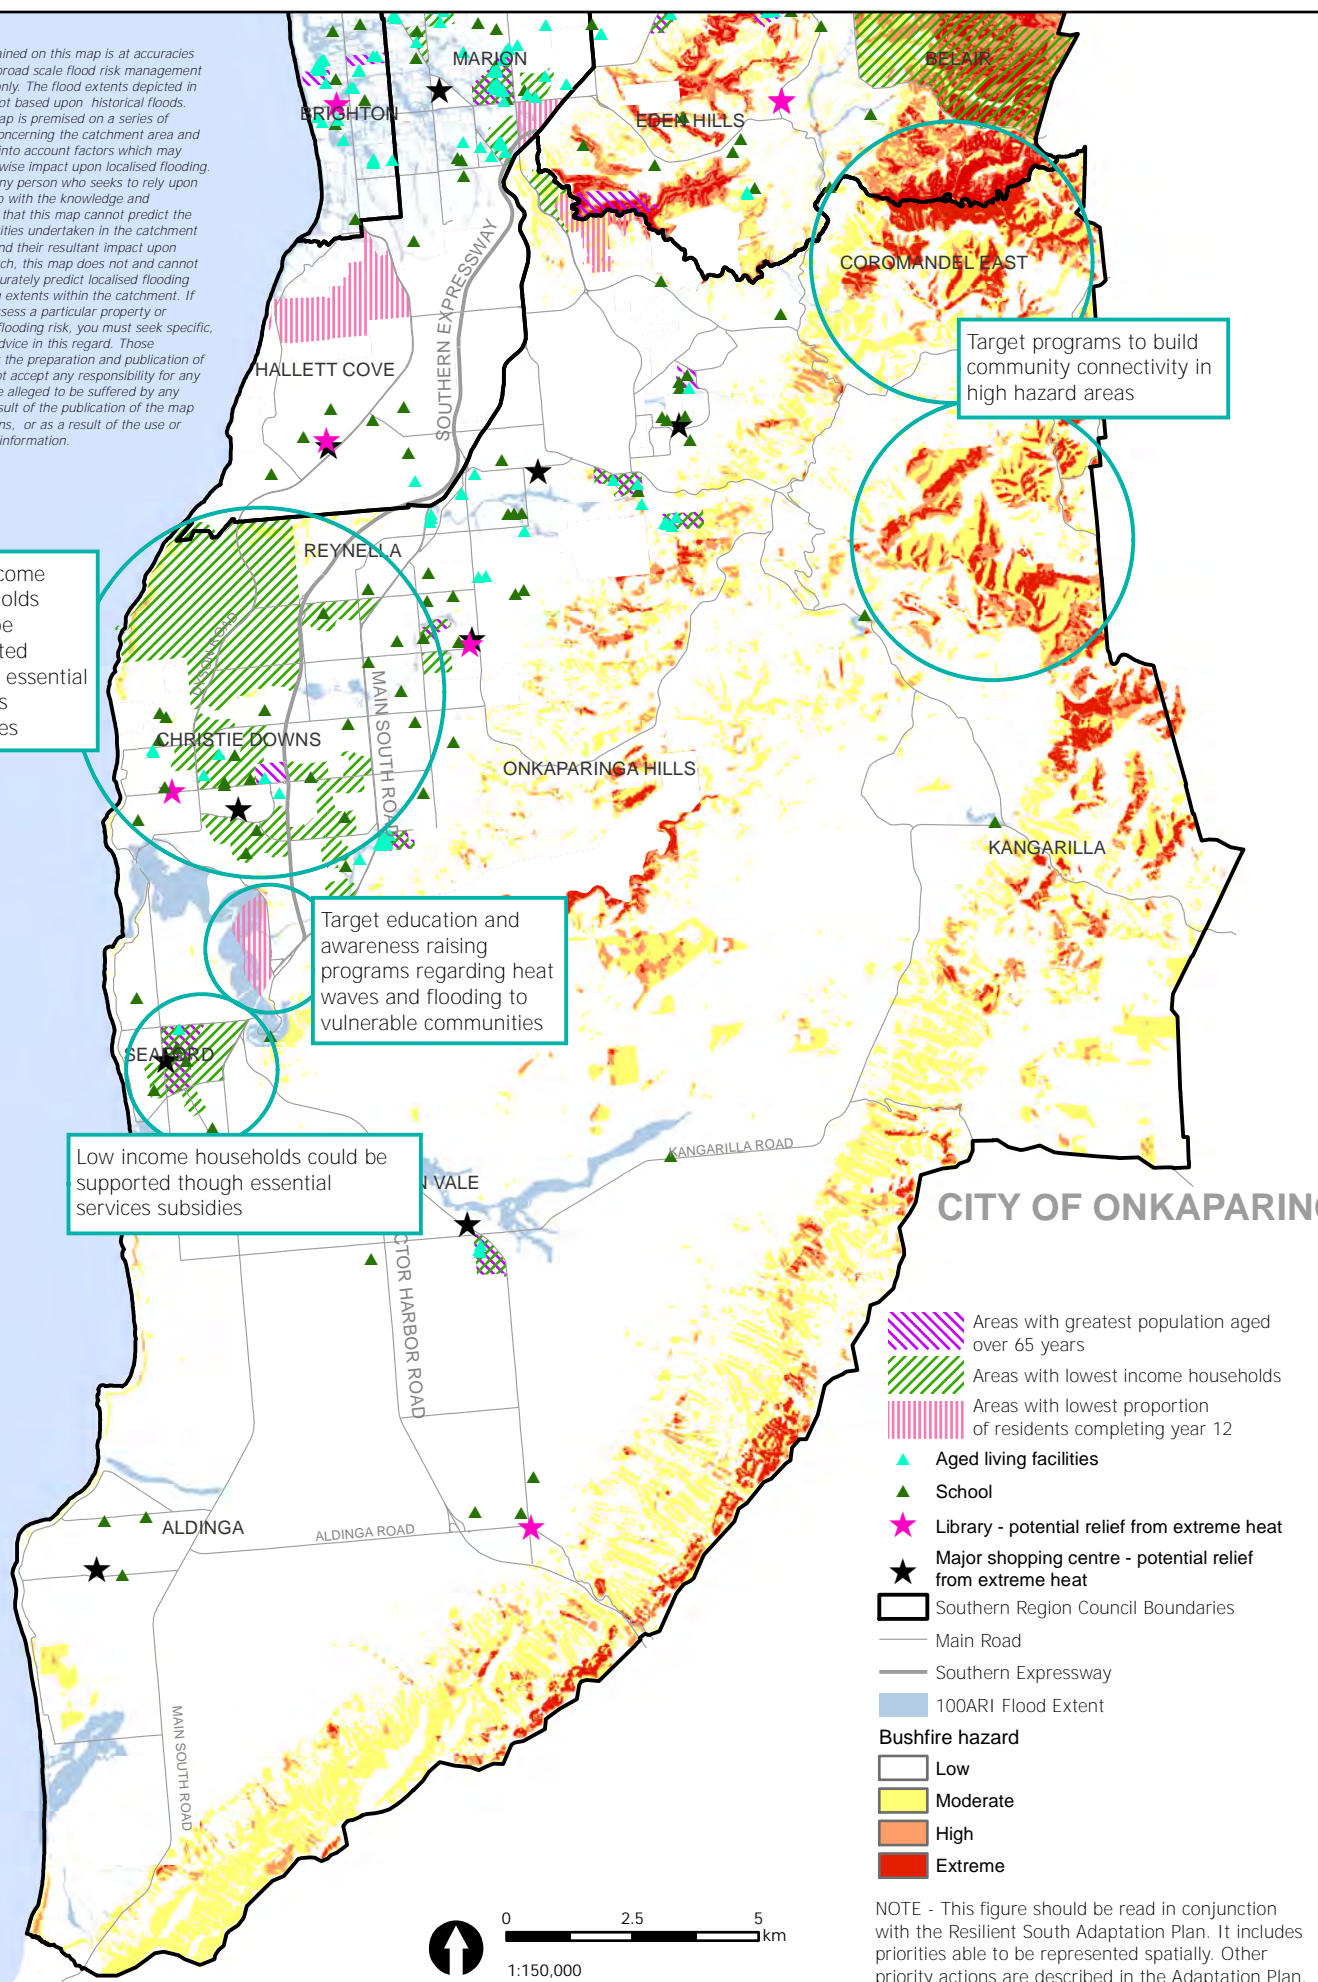 ained on this map is at accuracies
broad scale flood risk management
only. The flood extents depicted in
ot based upon historical floods.
ap is premised on a series of
oncerning the catchment area and
into account factors which may
wise impact upon localised flooding.
ny person who seeks to rely upon
o with the knowledge and
that this map cannot predict the
ities undertaken in the catchment
nd their resultant impact upon
ch, this map does not and cannot
urately predict localised flooding
g extents within the catchment. If
ssess a particular property or
flooding risk, you must seek specific,
dvice in this regard. Those
the preparation and publication of
ot accept any responsibility for any
e alleged to be suffered by any
sult of the publication of the map
ns, or as a result of the use or
information.
MARION
BELAIR
BRIGHTON
EDEN HILLS
SOUTHERN EXPRESSWAY
COROMANDEL EAST
Target programs to build
community connectivity in
high hazard areas
HALLETT COVE
REYNELLA
come
olds
be
ted
essential
s
es
DYSON ROAD
MAIN SOUTH ROAD
CHRISTIE DOWNS
ONKAPARINGA HILLS
KANGARILLA
Target education and
awareness raising
programs regarding heat
waves and flooding to
vulnerable communities
SEAFORD
Low income households could be
supported though essential
services subsidies
N VALE
KANGARILLA ROAD
CITY OF ONKAPARING
CTOR HARBOR ROAD
ALDINGA
ALDINGA ROAD
MAIN SOUTH ROAD
Areas with greatest population aged
over 65 years
Areas with lowest income households
Areas with lowest proportion
of residents completing year 12
Aged living facilities
School
Library - potential relief from extreme heat
Major shopping centre - potential relief
from extreme heat
Southern Region Council Boundaries
Main Road
Southern Expressway
100ARI Flood Extent
Bushfire hazard
Low
Moderate
High
Extreme
0 2.5 5
km
1:150,000
NOTE - This figure should be read in conjunction
with the Resilient South Adaptation Plan. It includes
priorities able to be represented spatially. Other
priority actions are described in the Adaptation Plan.